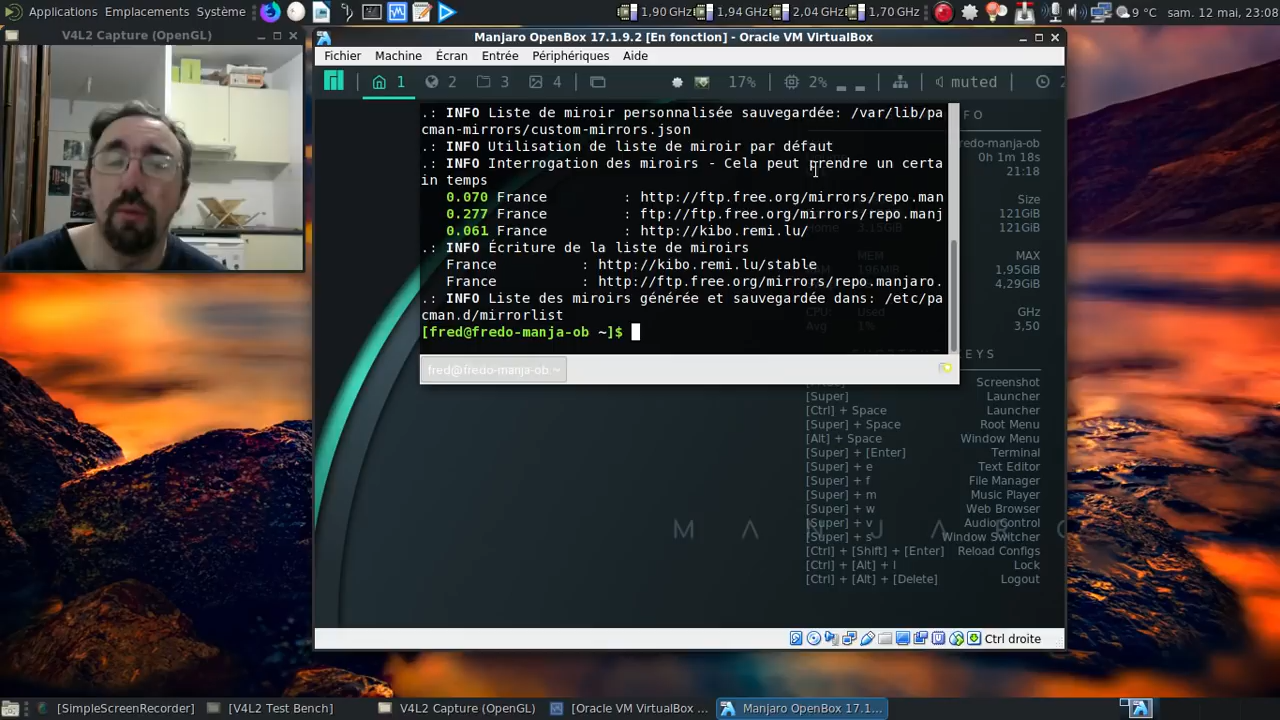 Applications Emplacements Système
1,90 GHz 1,94 GHz 2,04 GHz 1,70 GHz
9 °C sam. 12 mai, 23:08
V4L2 Capture (OpenGL)
Manjaro OpenBox 17.1.9.2 [En fonction] - Oracle VM VirtualBox
Fichier Machine Écran Entrée Périphériques Aide
1 2 3 4 17% 2% muted
.: INFO Liste de miroir personnalisée sauvegardée: /var/lib/pa
cman-mirrors/custom-mirrors.json
.: INFO Utilisation de liste de miroir par défaut
.: INFO Interrogation des miroirs - Cela peut prendre un certa
in temps
0.070 France : http://ftp.free.org/mirrors/repo.man
0.277 France : ftp://ftp.free.org/mirrors/repo.manj
0.061 France : http://kibo.remi.lu/
.: INFO Écriture de la liste de miroirs
France : http://kibo.remi.lu/stable
France : http://ftp.free.org/mirrors/repo.manjaro.
.: INFO Liste des miroirs générée et sauvegardée dans: /etc/pa
cman.d/mirrorlist
[fred@fredo-manja-ob ~]$
fred@fredo-manja-ob:~
F O
redo-manja-ob
0h 1m 18s
21:18
Size
121GiB
121GiB
MAX
1,95GiB
4,29GiB
GHz
3,50
E Y S
Screenshot
[Super] Launcher
[Ctrl] + Space Launcher
[Super] + Space Root Menu
[Alt] + Space Window Menu
[Super] + [Enter] Terminal
[Super] + e Text Editor
[Super] + f File Manager
[Super] + m Music Player
[Super] + w Web Browser
[Super] + v Audio Control
[Super] + s Window Switcher
[Ctrl] + [Shift] + [Enter] Reload Configs
[Ctrl] + [Alt] + l Lock
[Ctrl] + [Alt] + [Delete] Logout
M A N J A R O
Ctrl droite
[SimpleScreenRecorder] [V4L2 Test Bench] V4L2 Capture (OpenGL) [Oracle VM VirtualBox ... Manjaro OpenBox 17.1...